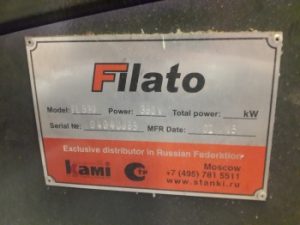 Filato
Model: Power: 380V Total power: kW
Serial №: MFR Date:
Exclusive distributor in Russian Federation
Kami Moscow
+7 (495) 781 5511
www.stanki.ru